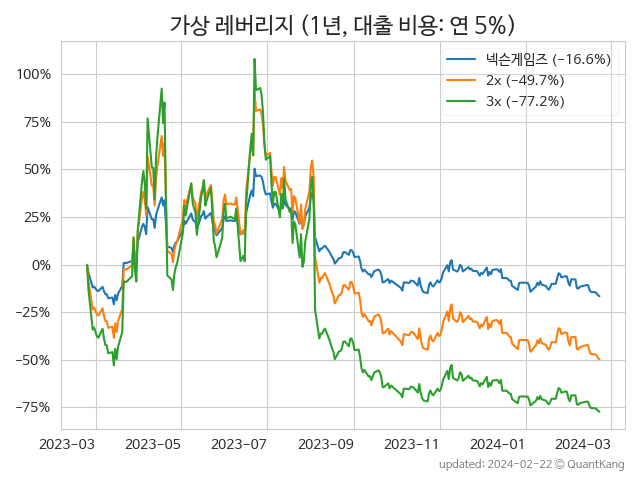 가상 레버리지 (1년, 대출 비용: 연 5%)
넥슨게임즈 (-16.6%)
2x (-49.7%)
3x (-77.2%)
100%
75%
50%
25%
0%
-25%
-50%
-75%
2023-03 2023-05 2023-07 2023-09 2023-11 2024-01 2024-03
updated: 2024-02-22 © QuantKang